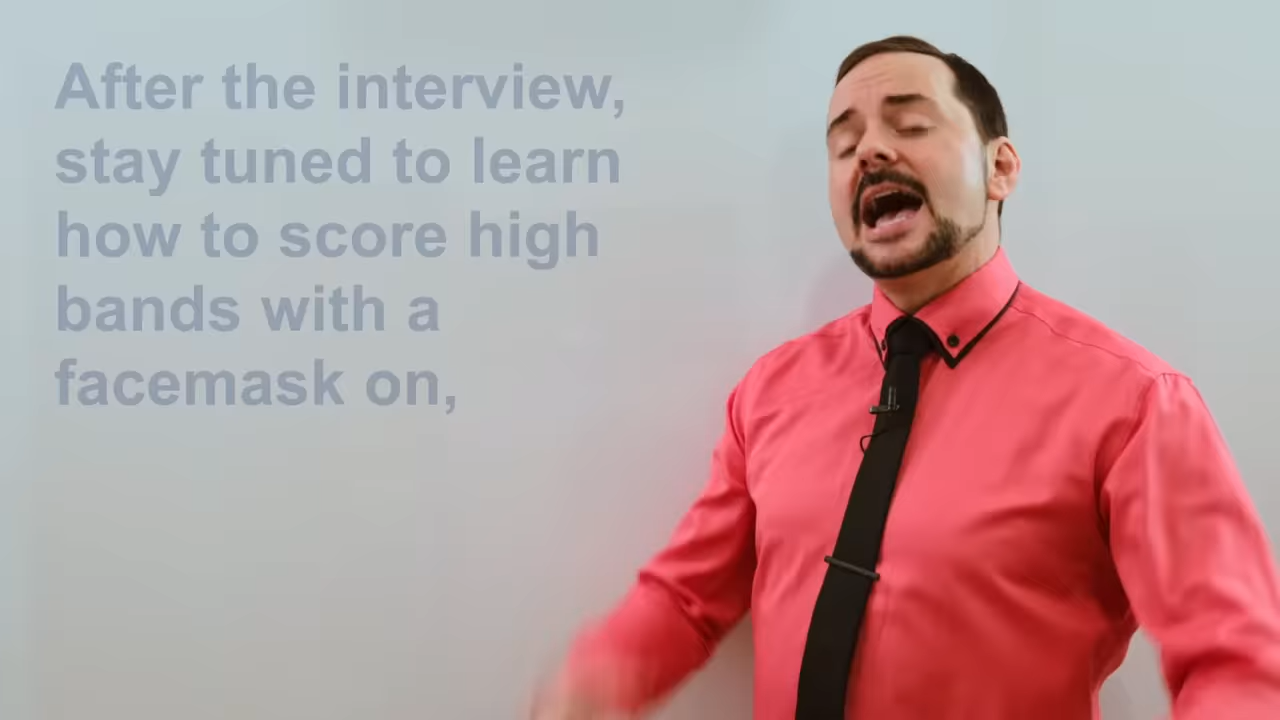 After the interview,
stay tuned to learn
how to score high
bands with a
facemask on,